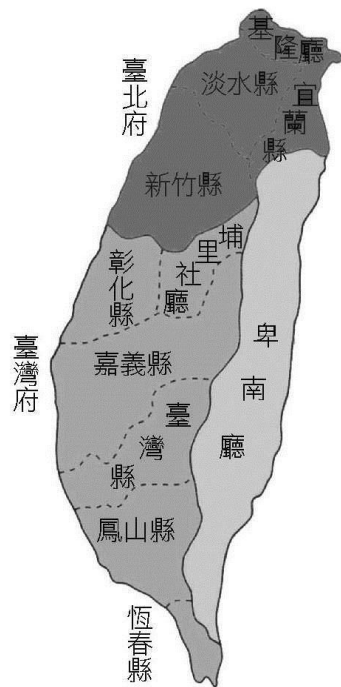 基隆廳
淡水縣
宜蘭縣
臺北府
新竹縣
埔里社廳
彰化縣
臺灣府
嘉義縣
卑南廳
臺灣縣
鳳山縣
恆春縣